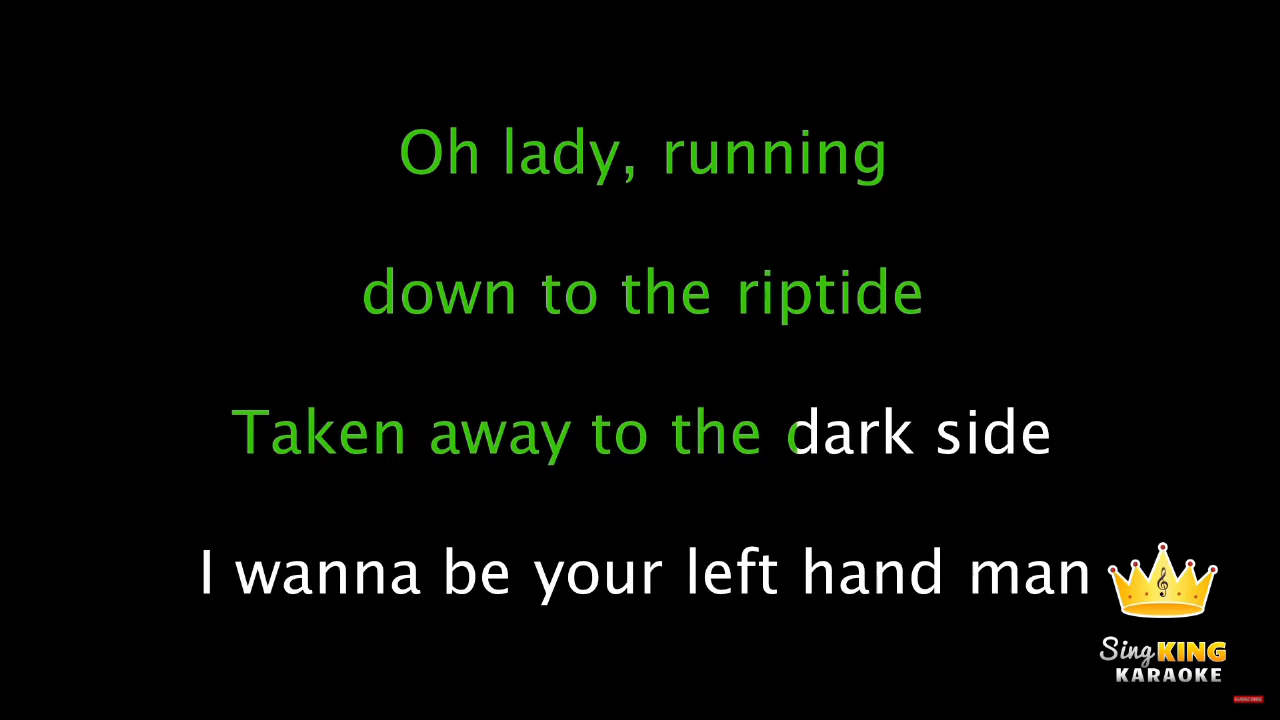 Oh lady, running
down to the riptide
Taken away to the dark side
I wanna be your left hand man
Sing KING
KARAOKE
SUBSCRIBE